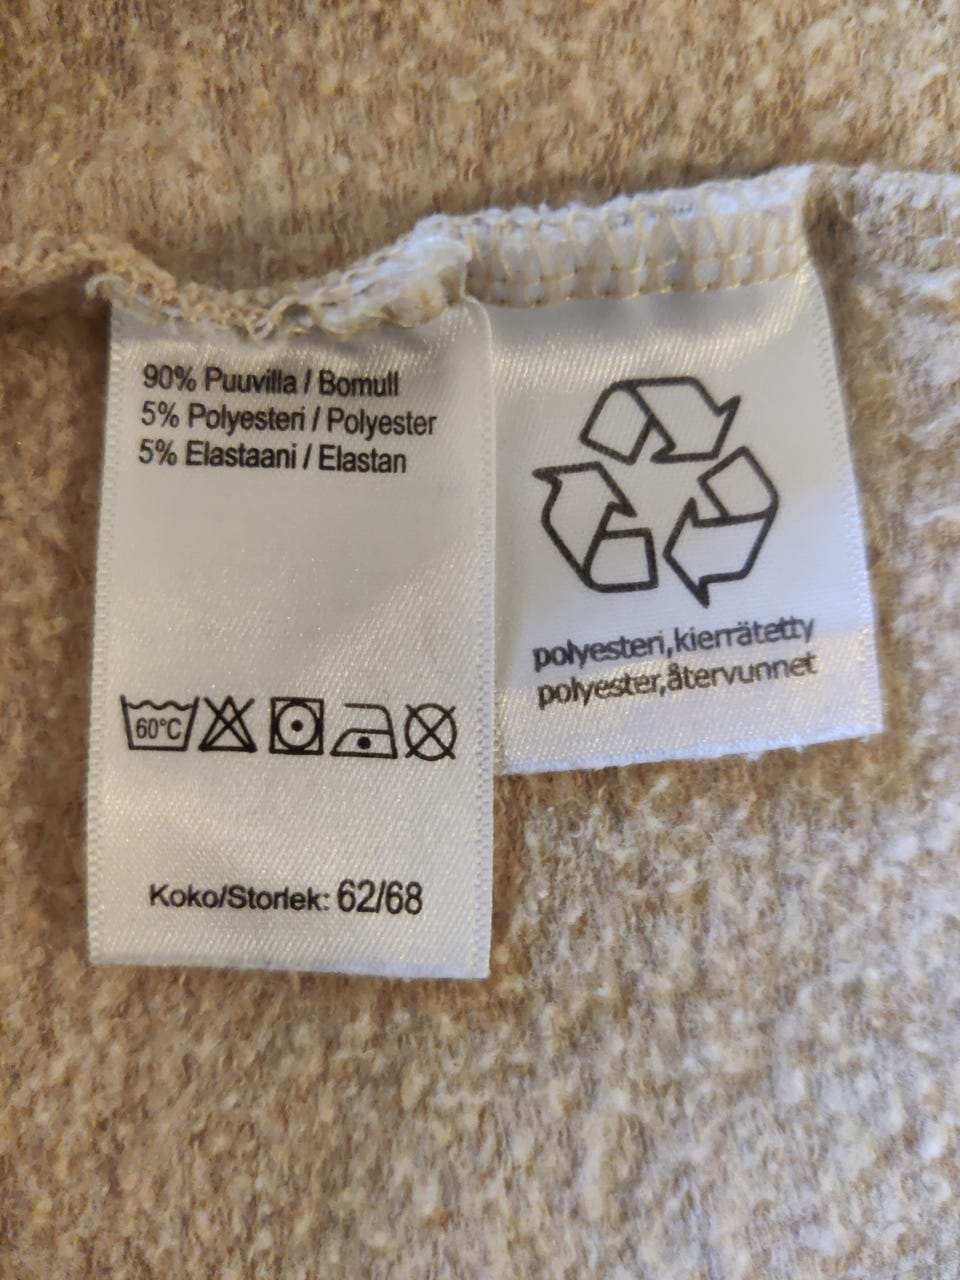 90% Puuvilla / Bomull
5% Polyesteri / Polyester
5% Elastaani / Elastan
60°C
Koko/Storlek: 62/68
polyesteri,kierrätetty
polyester,återvunnet